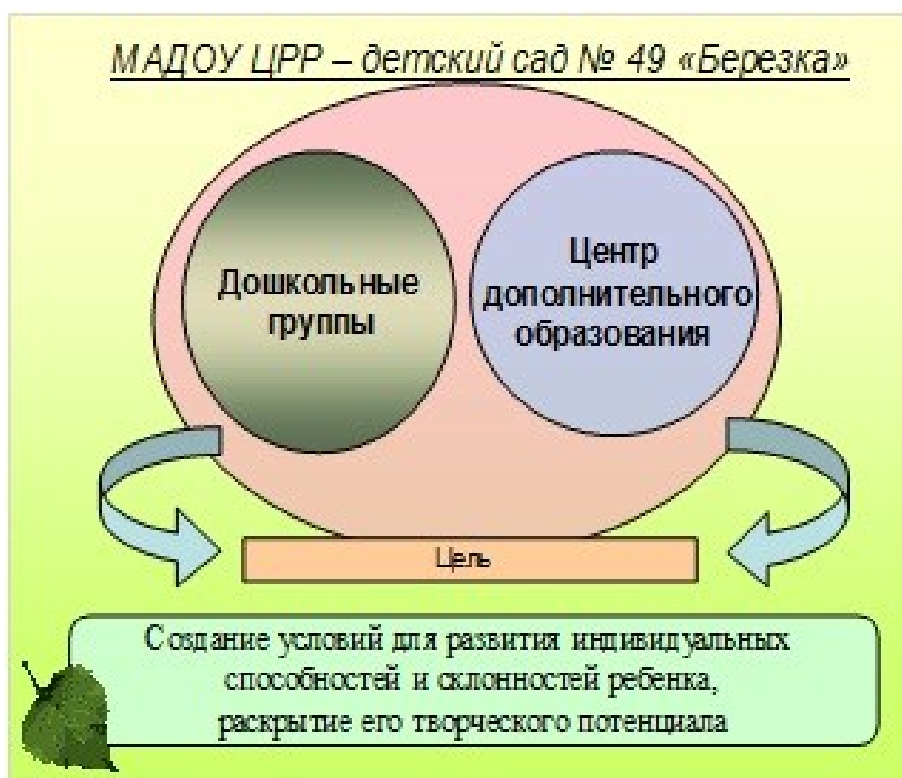 МАДОУ ЦРР – детский сад № 49 «Березка»
Дошкольные
группы
Центр
дополнительного
образования
Цель
Создание условий для развития индивидуальных
способностей и склонностей ребенка,
раскрытие его творческого потенциала